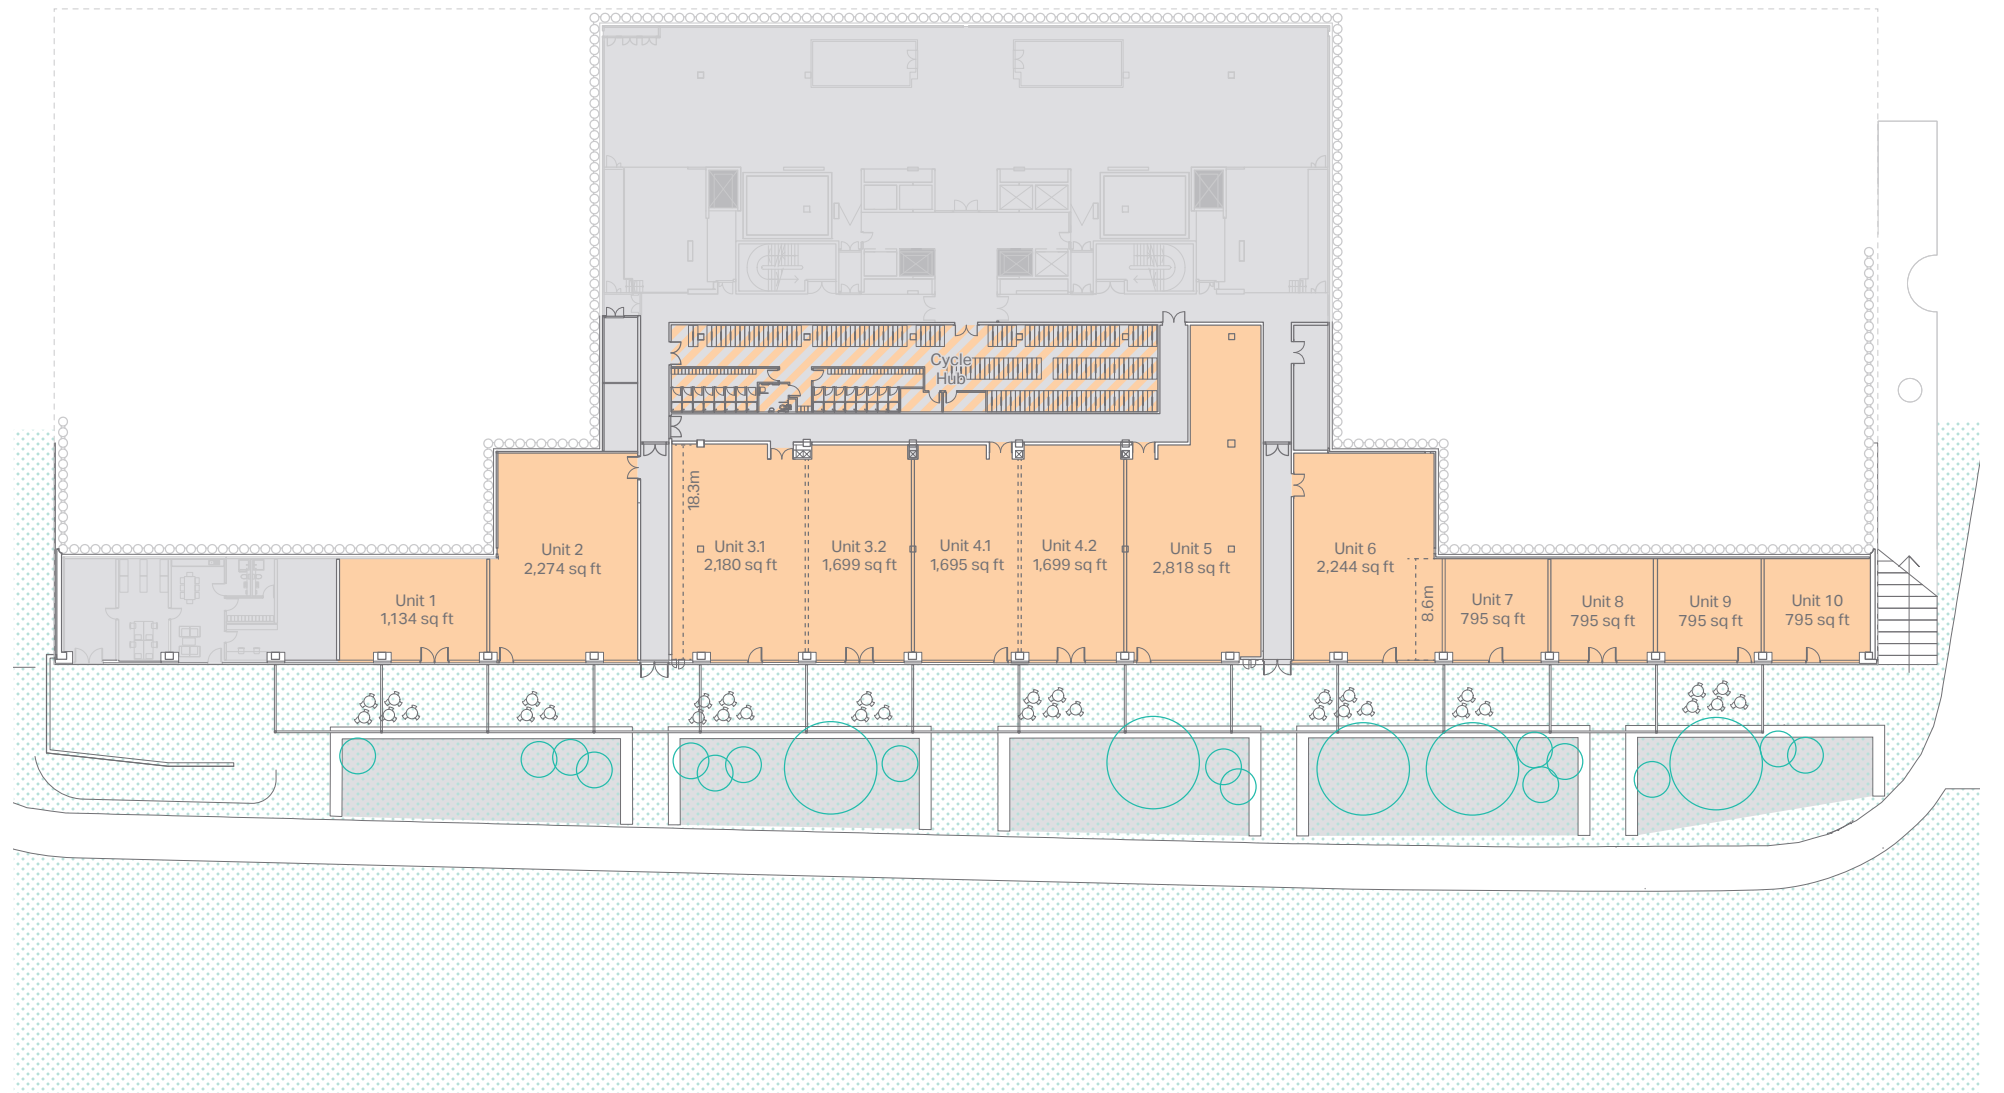 Cycle
Hub
18.3m
Unit 1
1,134 sq ft
Unit 2
2,274 sq ft
Unit 3.1
2,180 sq ft
Unit 3.2
1,699 sq ft
Unit 4.1
1,695 sq ft
Unit 4.2
1,699 sq ft
Unit 5
2,818 sq ft
Unit 6
2,244 sq ft
8.6m
Unit 7
795 sq ft
Unit 8
795 sq ft
Unit 9
795 sq ft
Unit 10
795 sq ft